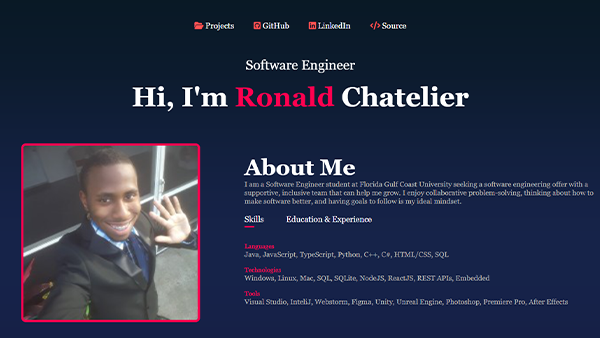 Projects GitHub LinkedIn Source
Software Engineer
Hi, I'm Ronald Chatelier
About Me
I am a Software Engineer student at Florida Gulf Coast University seeking a software engineering offer with a
supportive, inclusive team that can help me grow. I enjoy collaborative problem-solving, thinking about how to
make software better, and having goals to follow is my ideal mindset.
Skills Education & Experience
Languages
Java, JavaScript, TypeScript, Python, C++, C#, HTML/CSS, SQL
Technologies
Windows, Linux, Mac, SQL, SQLite, NodeJS, ReactJS, REST APIs, Embedded
Tools
Visual Studio, InteliJ, Webstorm, Figma, Unity, Unreal Engine, Photoshop, Premiere Pro, After Effects